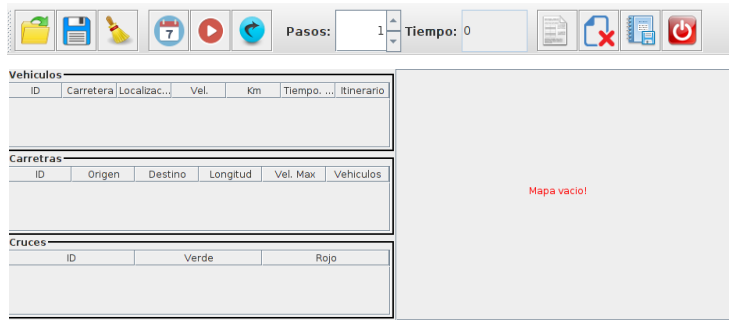 7
Pasos: 1 Tiempo: 0
Vehiculos
ID Carretera Localizac... Vel. Km Tiempo. ... Itinerario
Carretras
ID Origen Destino Longitud Vel. Max Vehiculos
Mapa vacio!
Cruces
ID Verde Rojo